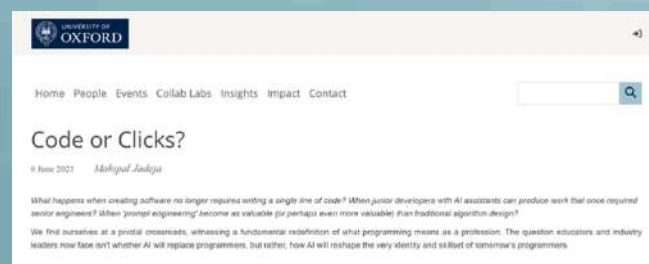 UNIVERSITY OF
OXFORD
Home People Events Collab Labs Insights Impact Contact
Code or Clicks?
June Mahipal Jadeja
What happens when creating software no longer requires writing a single line of code? When junior developers with AI assistants can produce work that once required
senior engineers? When 'prompt engineering' become as valuable (or perhaps even more valuable) than traditional algorithm design?
We find ourselves at a pivotal crossroads, witnessing a fundamental redefinition of what programming means as a profession. The question educators and industry
leaders now face isn't whether AI will replace programmers, but rather, how AI will reshape the very identity and skillset of tomorrow's programmers.